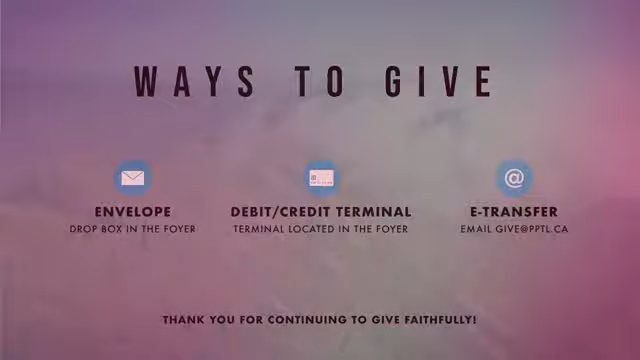 WAYS TO GIVE
ENVELOPE
DROP BOX IN THE FOYER
DEBIT/CREDIT TERMINAL
TERMINAL LOCATED IN THE FOYER
E-TRANSFER
EMAIL GIVE@PPTL.CA
THANK YOU FOR CONTINUING TO GIVE FAITHFULLY!